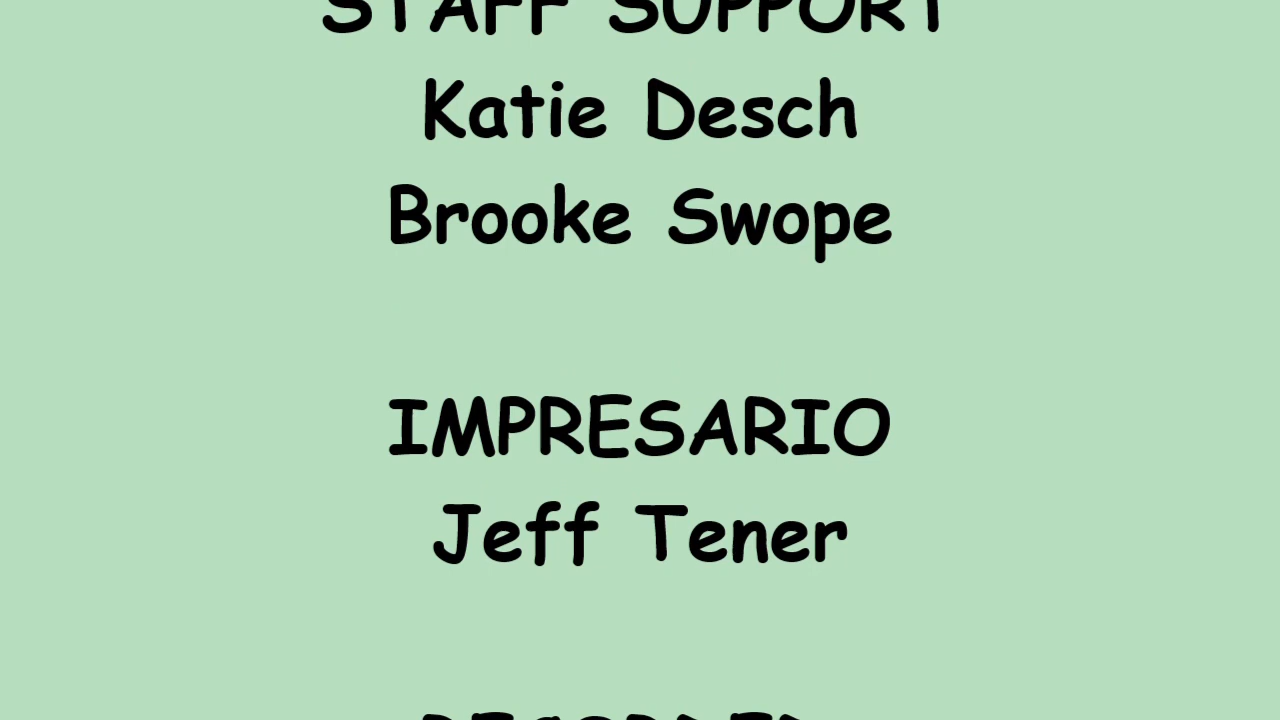 STAFF SUPPORT
Katie Desch
Brooke Swope
IMPRESARIO
Jeff Tener